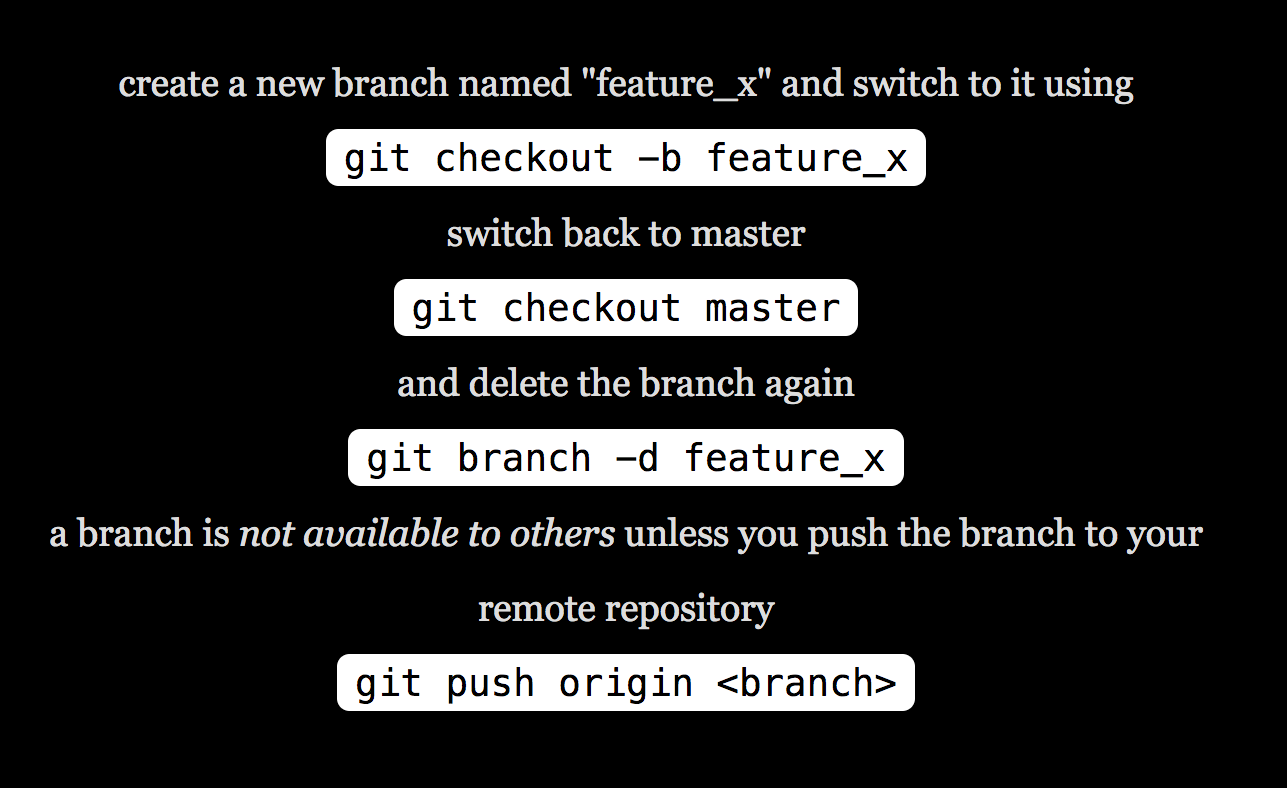 create a new branch named "feature_x" and switch to it using
git checkout -b feature_x
switch back to master
git checkout master
and delete the branch again
git branch -d feature_x
a branch is not available to others unless you push the branch to your
remote repository
git push origin <branch>